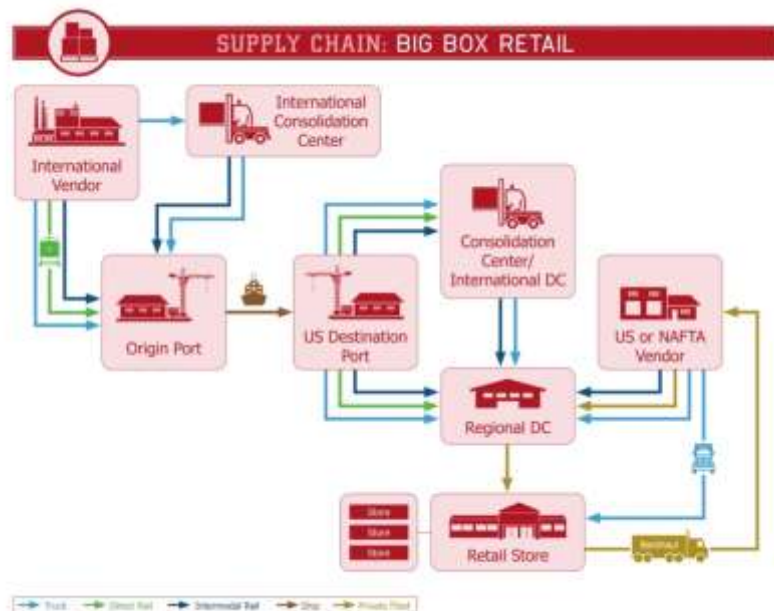 SUPPLY CHAIN: BIG BOX RETAIL
International
Vendor
International
Consolidation
Center
Origin Port
US Destination
Port
Consolidation
Center/
International DC
US or NAFTA
Vendor
Regional DC
Store
Store
Store
Retail Store
Truck
Direct Rail
Intermodal Rail
Ship
Private Fleet